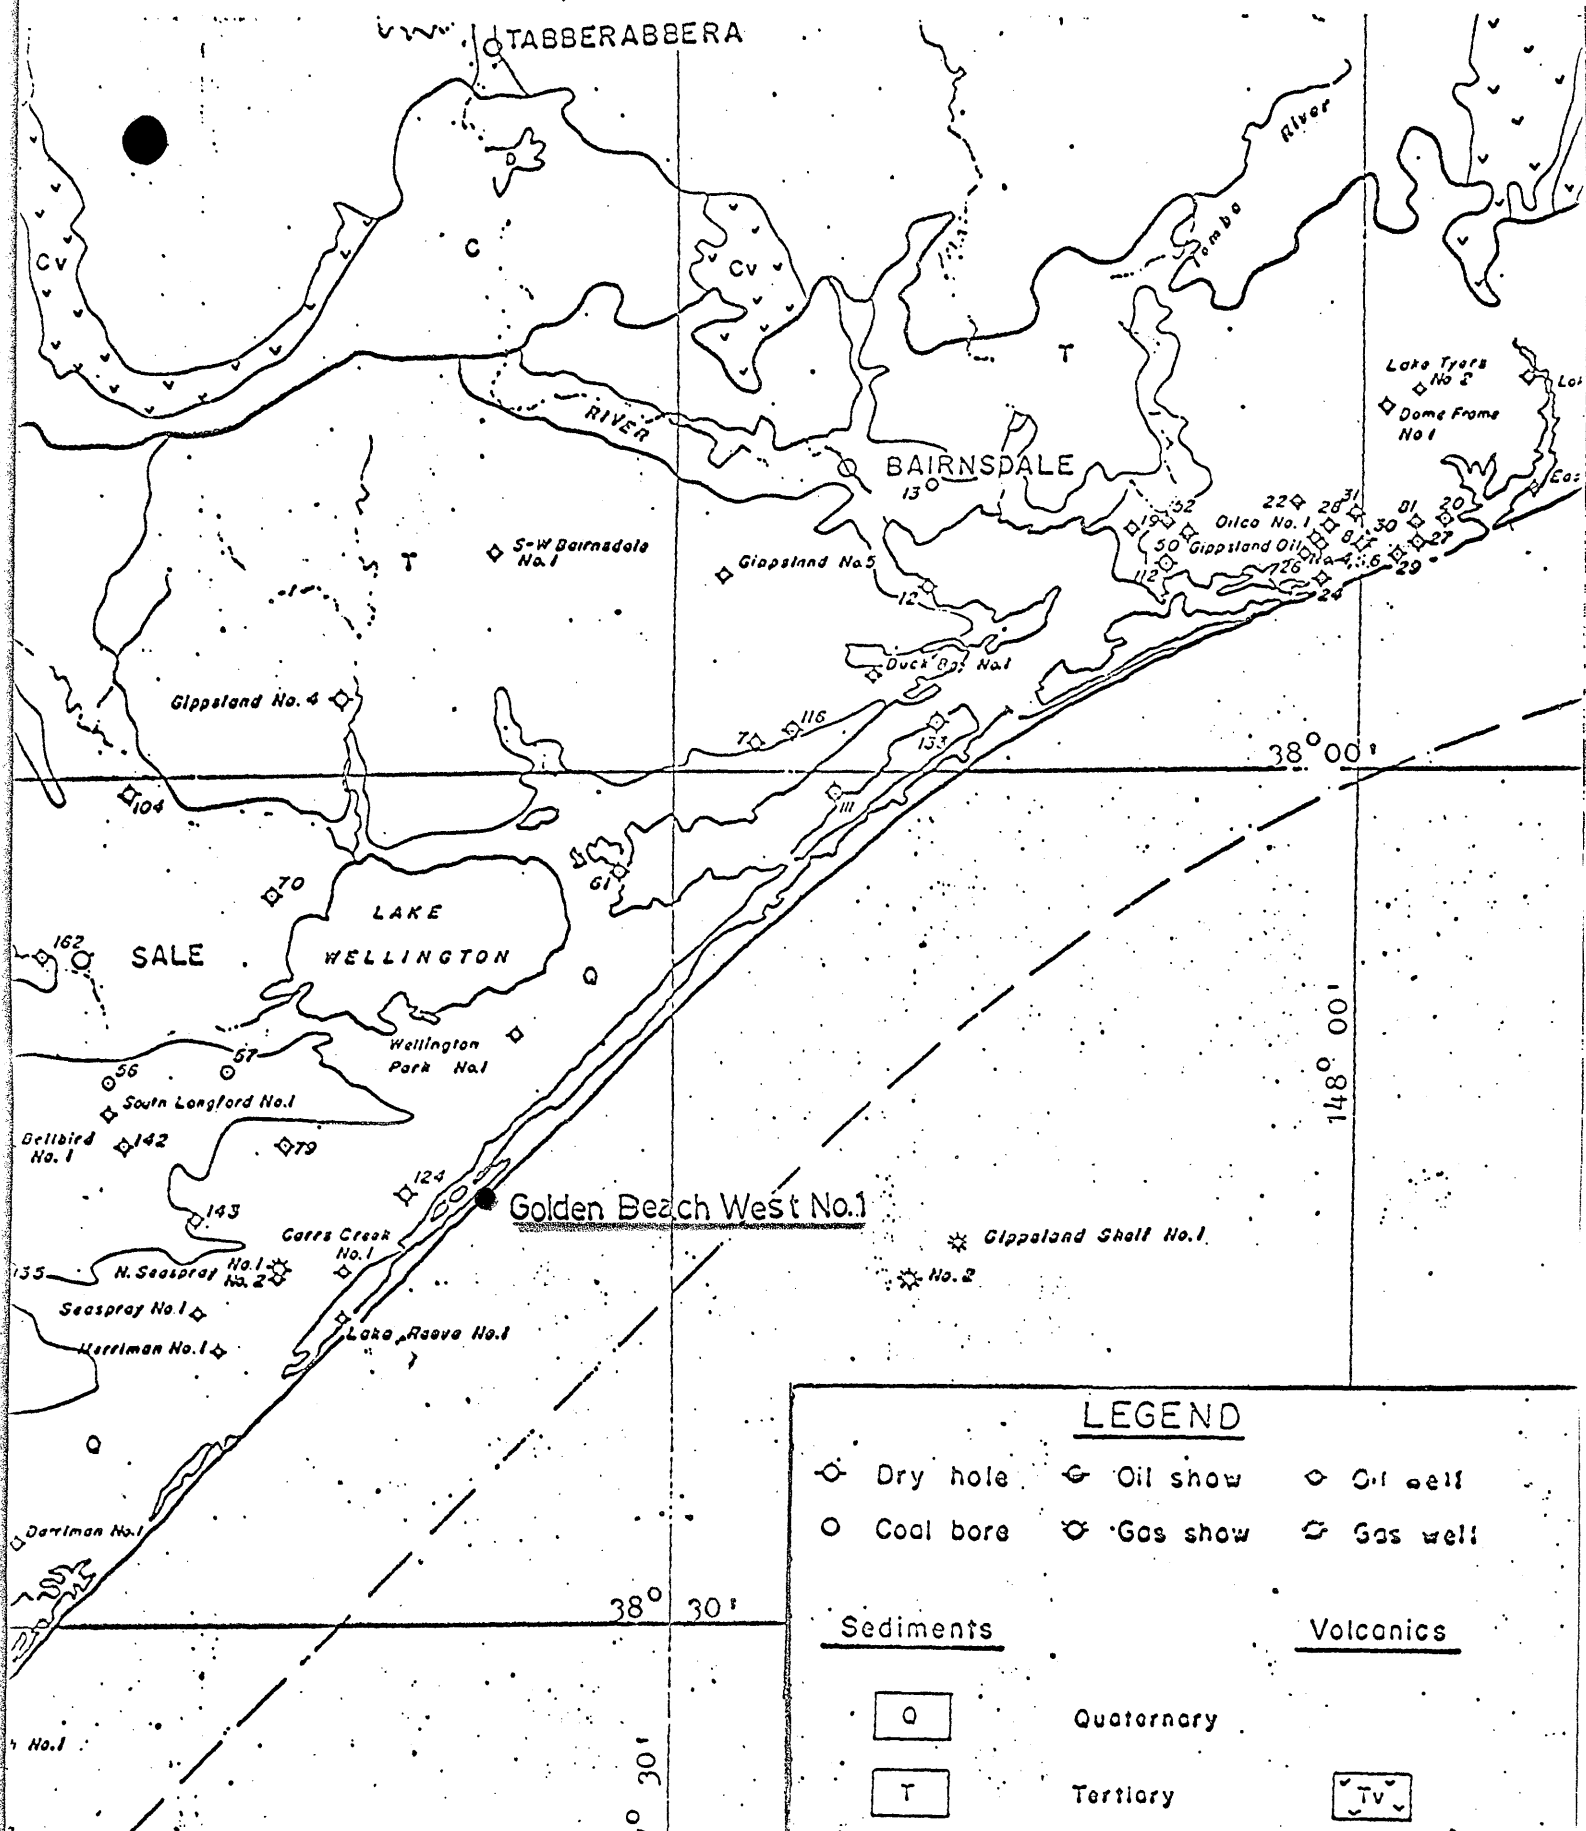 TABBERABBERA
River
D
C
Cv
Cv
T
Lake Tyers
No 2
Dome Frome
No 1
RIVER
BAIRNSDALE
13
T
S-W Bairnsdale
No.1
Gippsland No.5
12
19
52
50
112
22
Oilco No. 1
28
31
30
81
20
27
Gippsland Oil
8
6
726
29
24
Duck Bay No.1
Gippsland No. 4
7
116
133
38° 00'
104
111
61
70
LAKE
WELLINGTON
162
SALE
Q
148° 00'
Wellington
Park No.1
56
57
South Longford No.1
Bellbird
No. 1
142
79
124
Golden Beach West No.1
143
Carrs Creek
No.1
Gippsland Shelf No.1
No. 2
135
N. Seaspray No.1
No. 2
Seaspray No.1
Lake Reeve No.1
Merriman No.1
Q
Darriman No.1
38° 30'
No.1
30'
LEGEND
Dry hole Oil show Oil well
Coal bore Gas show Gas well
Sediments Volcanics
Q Quaternary
T Tertiary Tv